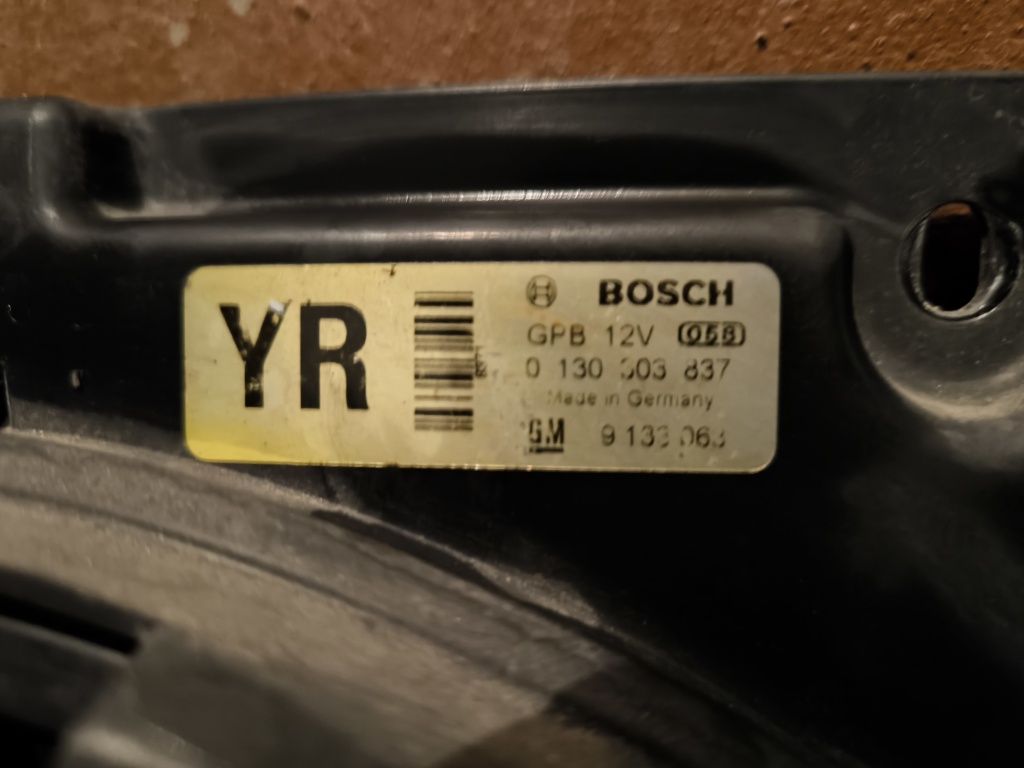 YR
BOSCH
GPB 12V 058
0 130 303 837
Made in Germany
GM 9 133 063